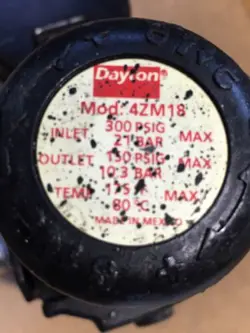 Dayton
Mod. 4ZM18
INLET 300 PSIG MAX
21 BAR
OUTLET 150 PSIG MAX
10.3 BAR
TEMP. 175°F MAX
80°C
MADE IN MEXICO